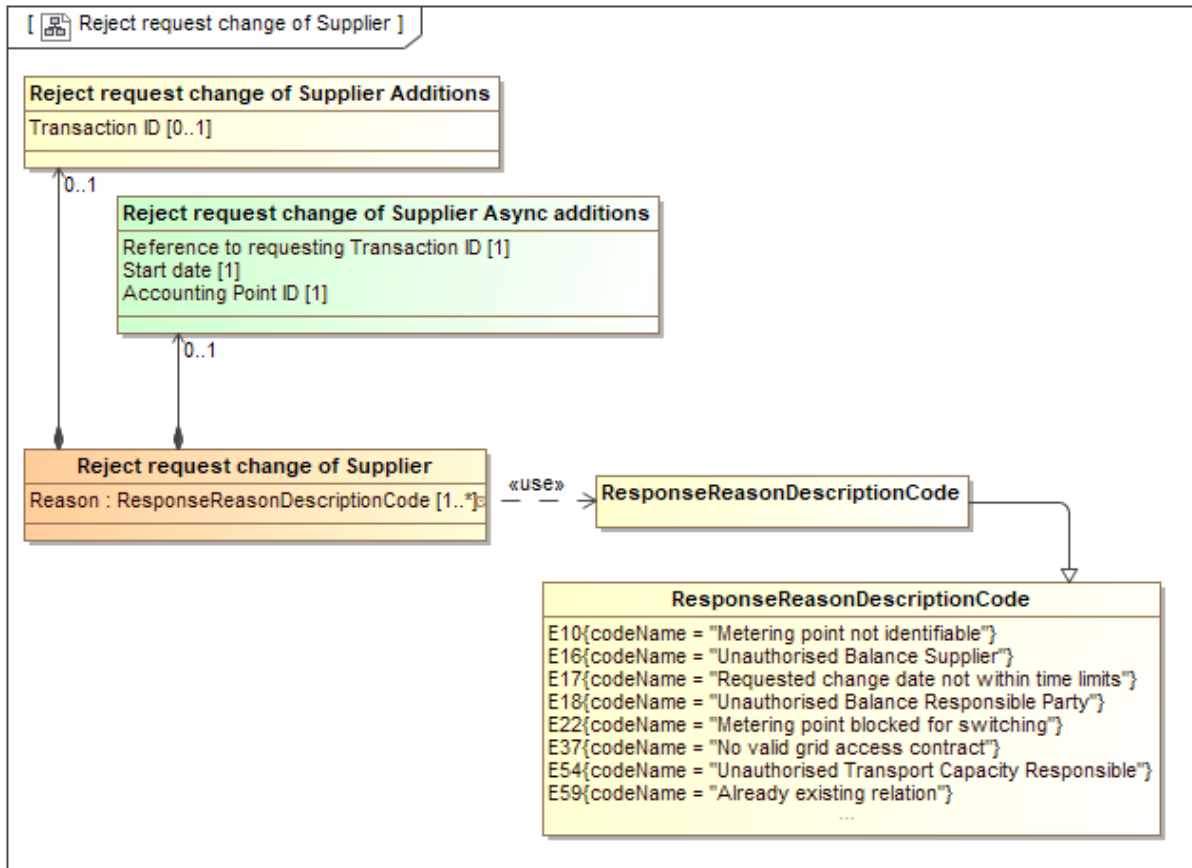 [ Reject request change of Supplier ]
Reject request change of Supplier Additions
Transaction ID [0..1]
0..1
Reject request change of Supplier Async additions
Reference to requesting Transaction ID [1]
Start date [1]
Accounting Point ID [1]
0..1
Reject request change of Supplier
Reason : ResponseReasonDescriptionCode [1..*]
«use»
ResponseReasonDescriptionCode
ResponseReasonDescriptionCode
E10{codeName = "Metering point not identifiable"}
E16{codeName = "Unauthorised Balance Supplier"}
E17{codeName = "Requested change date not within time limits"}
E18{codeName = "Unauthorised Balance Responsible Party"}
E22{codeName = "Metering point blocked for switching"}
E37{codeName = "No valid grid access contract"}
E54{codeName = "Unauthorised Transport Capacity Responsible"}
E59{codeName = "Already existing relation"}
...